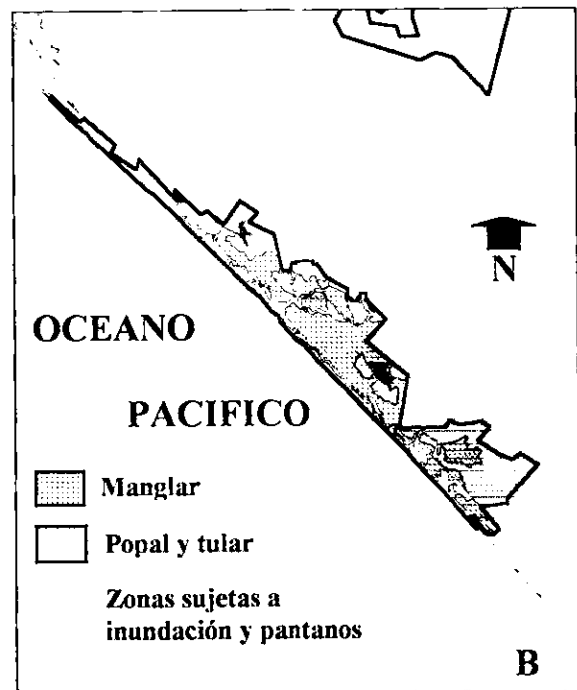 N
OCEANO
PACIFICO
Manglar
Popal y tular
Zonas sujetas a
inundación y pantanos
B